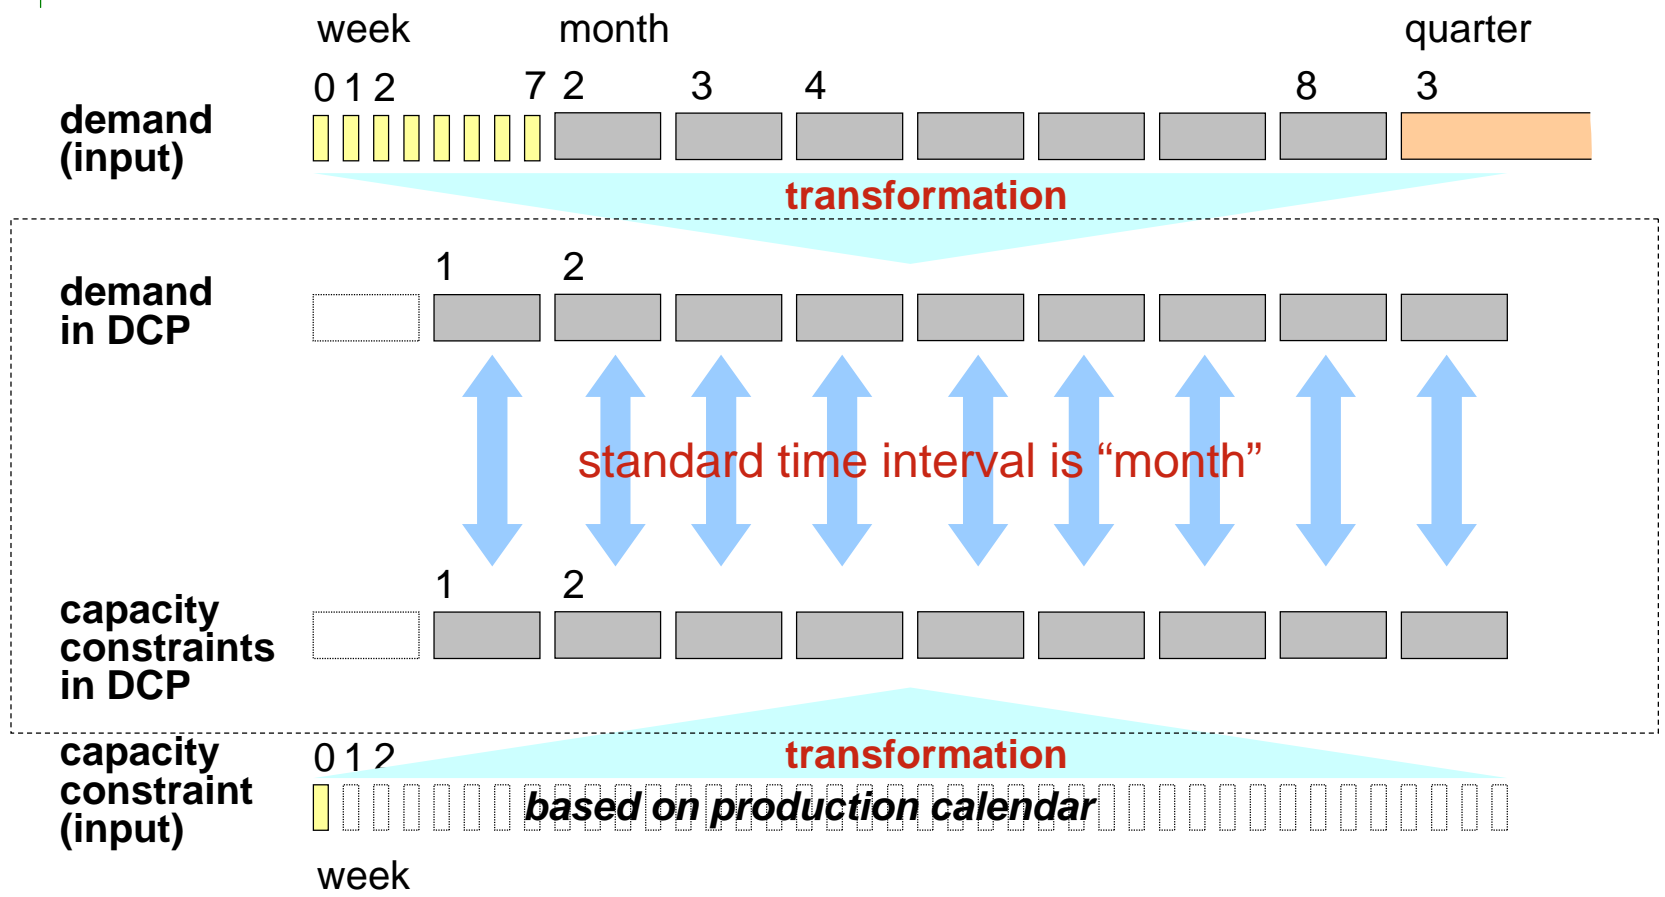 week month quarter
0 1 2 7 2 3 4 8 3
demand
(input)
transformation
1 2
demand
in DCP
standard time interval is “month”
1 2
capacity
constraints
in DCP
capacity
constraint
(input)
0 1 2
transformation
based on production calendar
week